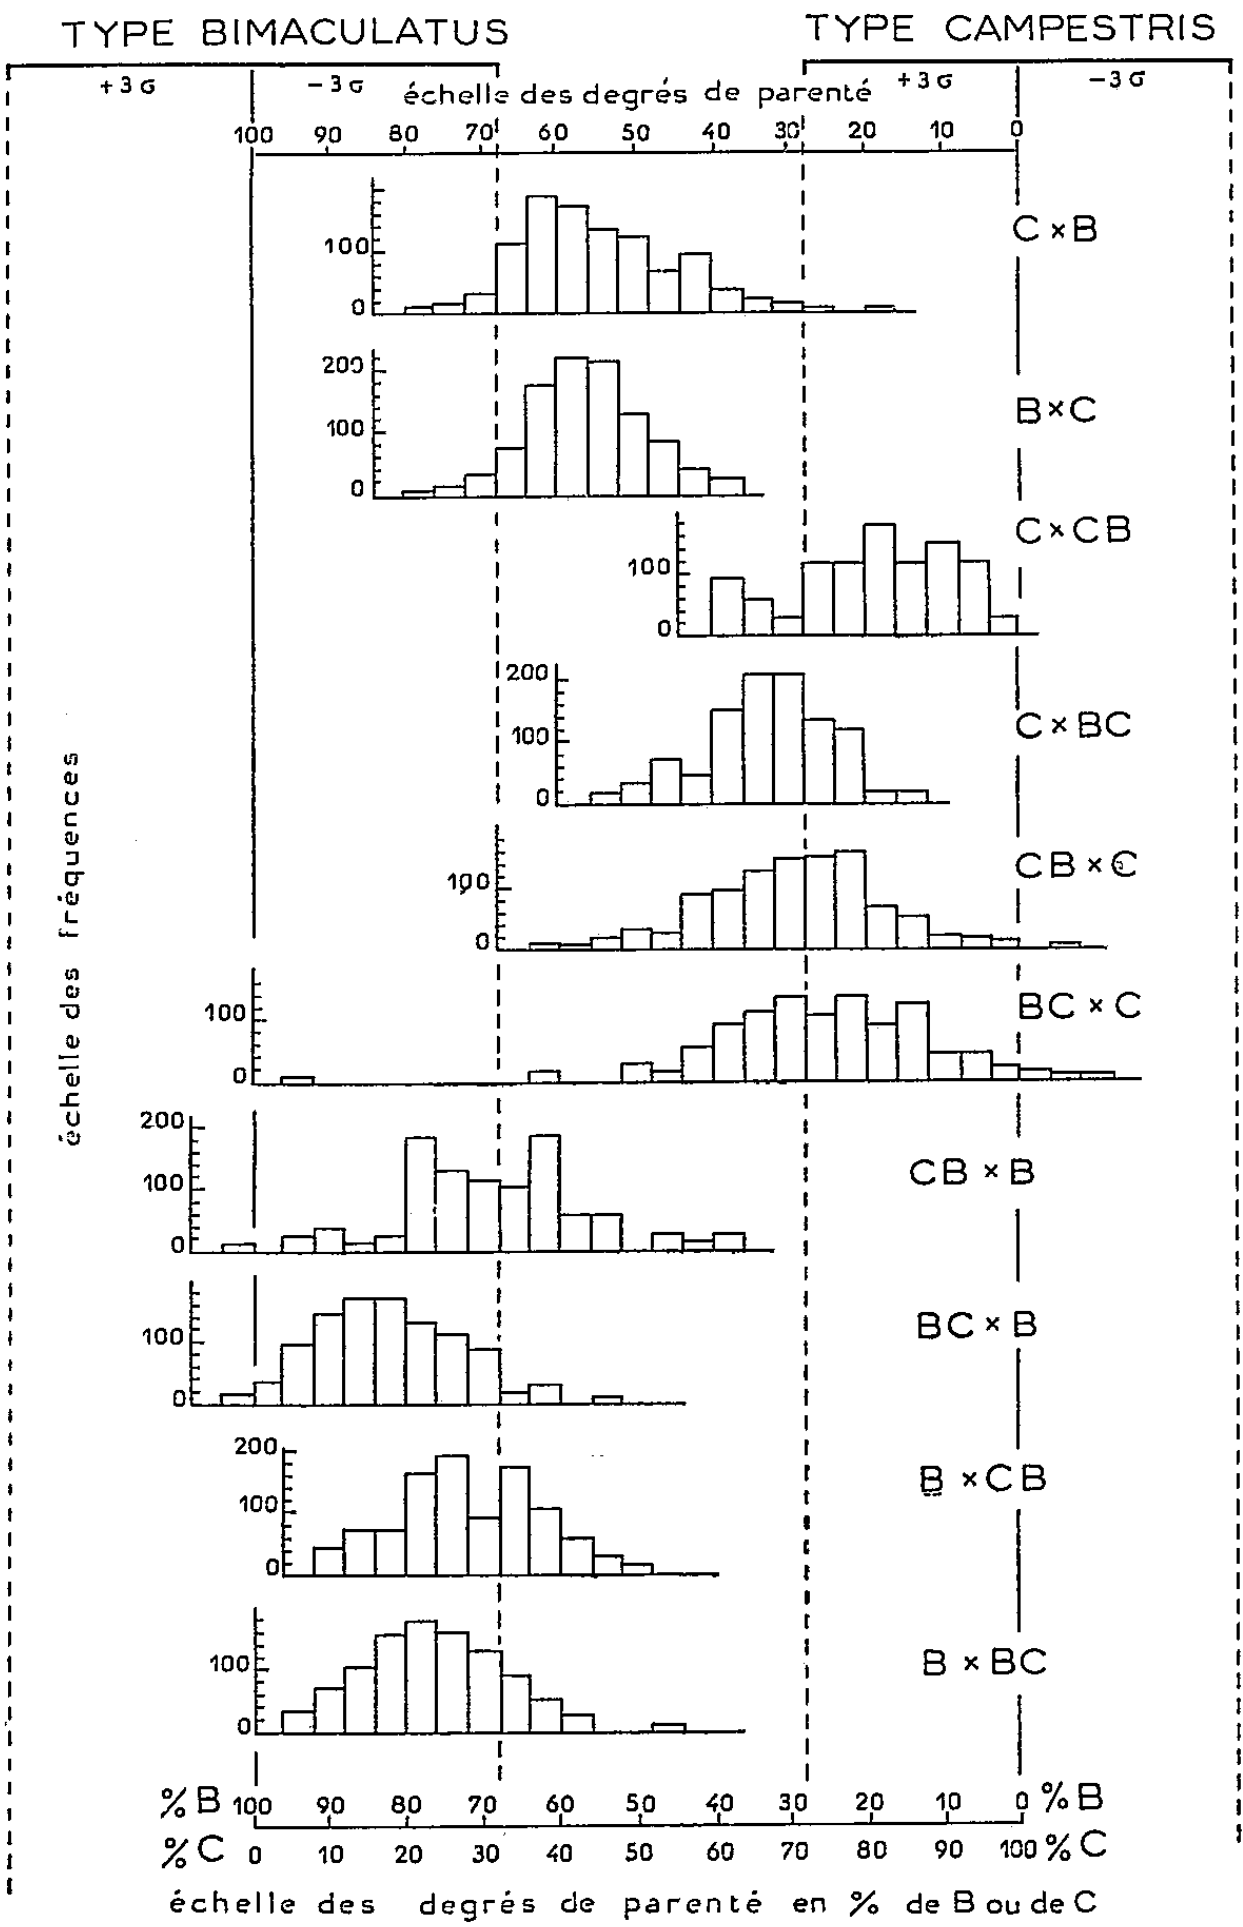 TYPE BIMACULATUS TYPE CAMPESTRIS
+3σ -3σ échelle des degrés de parenté +3σ -3σ
100 90 80 70 60 50 40 30 20 10 0
100
0
C×B
209
100
0
B×C
100
0
C×CB
200
100
0
C×BC
100
0
CB×C
100
0
BC×C
200
100
0
CB×B
100
0
BC×B
200
100
0
B×CB
100
0
B×BC
échelle des fréquences
%B 100 90 80 70 60 50 40 30 20 10 0 %B
%C 0 10 20 30 40 50 60 70 80 90 100 %C
échelle des degrés de parenté en % de B ou de C